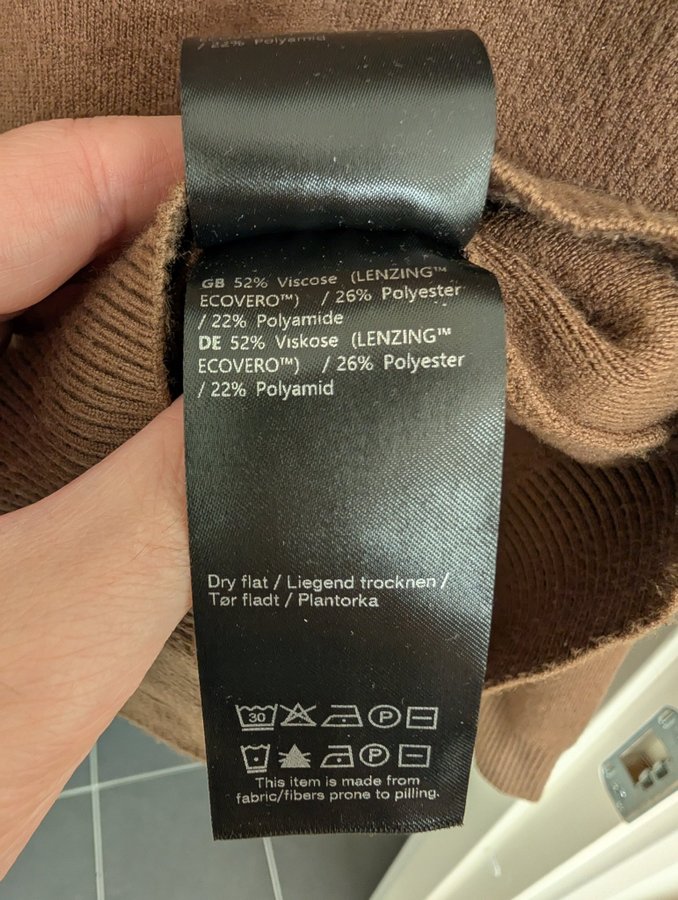 / 22% Polyamid
GB 52% Viscose (LENZING™
ECOVERO™) / 26% Polyester
/ 22% Polyamide
DE 52% Viskose (LENZING™
ECOVERO™) / 26% Polyester
/ 22% Polyamid
Dry flat / Liegend trocknen /
Tør fladt / Plantorka
30 P
P
This item is made from
fabric/fibers prone to pilling.